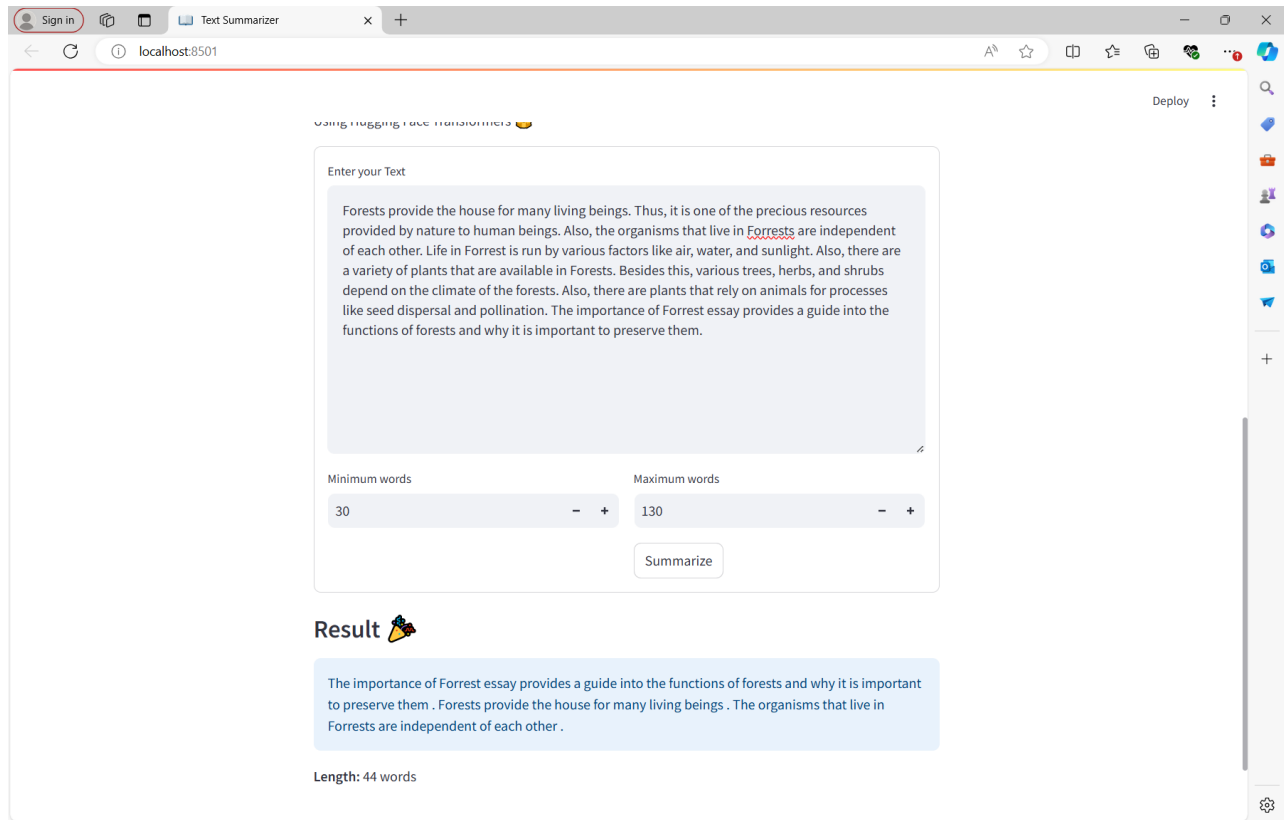 Sign in
Text Summarizer
localhost:8501
Deploy
Using Hugging Face Transformers
Enter your Text
Forests provide the house for many living beings. Thus, it is one of the precious resources
provided by nature to human beings. Also, the organisms that live in Forrests are independent
of each other. Life in Forrest is run by various factors like air, water, and sunlight. Also, there are
a variety of plants that are available in Forests. Besides this, various trees, herbs, and shrubs
depend on the climate of the forests. Also, there are plants that rely on animals for processes
like seed dispersal and pollination. The importance of Forrest essay provides a guide into the
functions of forests and why it is important to preserve them.
Minimum words
Maximum words
30 - +
130 - +
Summarize
Result
The importance of Forrest essay provides a guide into the functions of forests and why it is important
to preserve them . Forests provide the house for many living beings . The organisms that live in
Forrests are independent of each other .
Length: 44 words